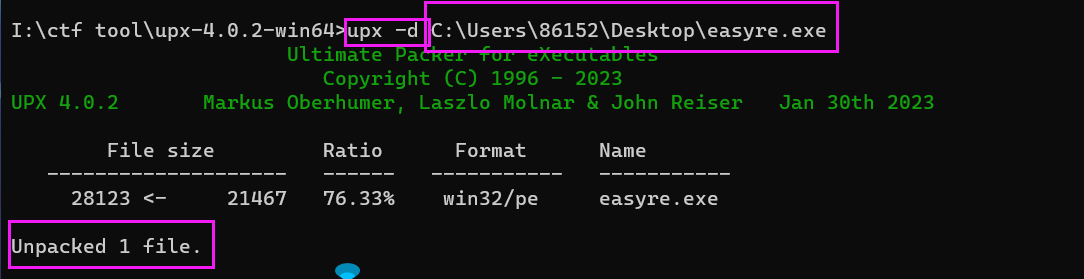 I:\ctf tool\upx-4.0.2-win64>upx -d C:\Users\86152\Desktop\easyre.exe
Ultimate Packer for eXecutables
Copyright (C) 1996 - 2023
UPX 4.0.2       Markus Oberhumer, Laszlo Molnar & John Reiser   Jan 30th 2023
File size         Ratio      Format      Name
--------------------   ------   -----------   -----------
28123 <-     21467   76.33%    win32/pe     easyre.exe
Unpacked 1 file.